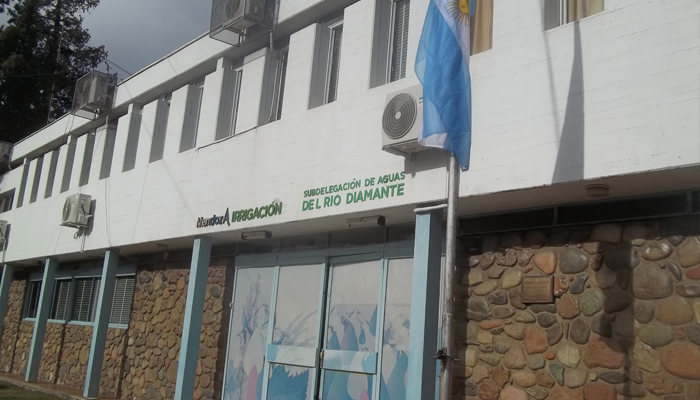 MendozA IRRIGACIÓN
SUBDELEGACIÓN DE AGUAS
DEL RIO DIAMANTE